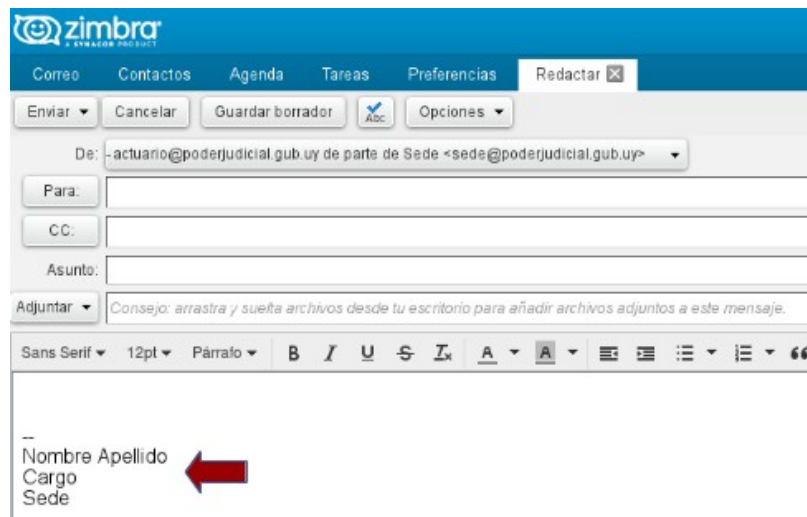 zimbra
A SYNACOR PRODUCT
Correo Contactos Agenda Tareas Preferencias Redactar
Enviar Cancelar Guardar borrador Abc Opciones
De: -actuario@poderjudicial.gub.uy de parte de Sede <sede@poderjudicial.gub.uy>
Para:
CC:
Asunto:
Adjuntar Consejo: arrastra y suelta archivos desde tu escritorio para añadir archivos adjuntos a este mensaje.
Sans Serif 12pt Párrafo B I U S Ix A A “
--
Nombre Apellido
Cargo
Sede